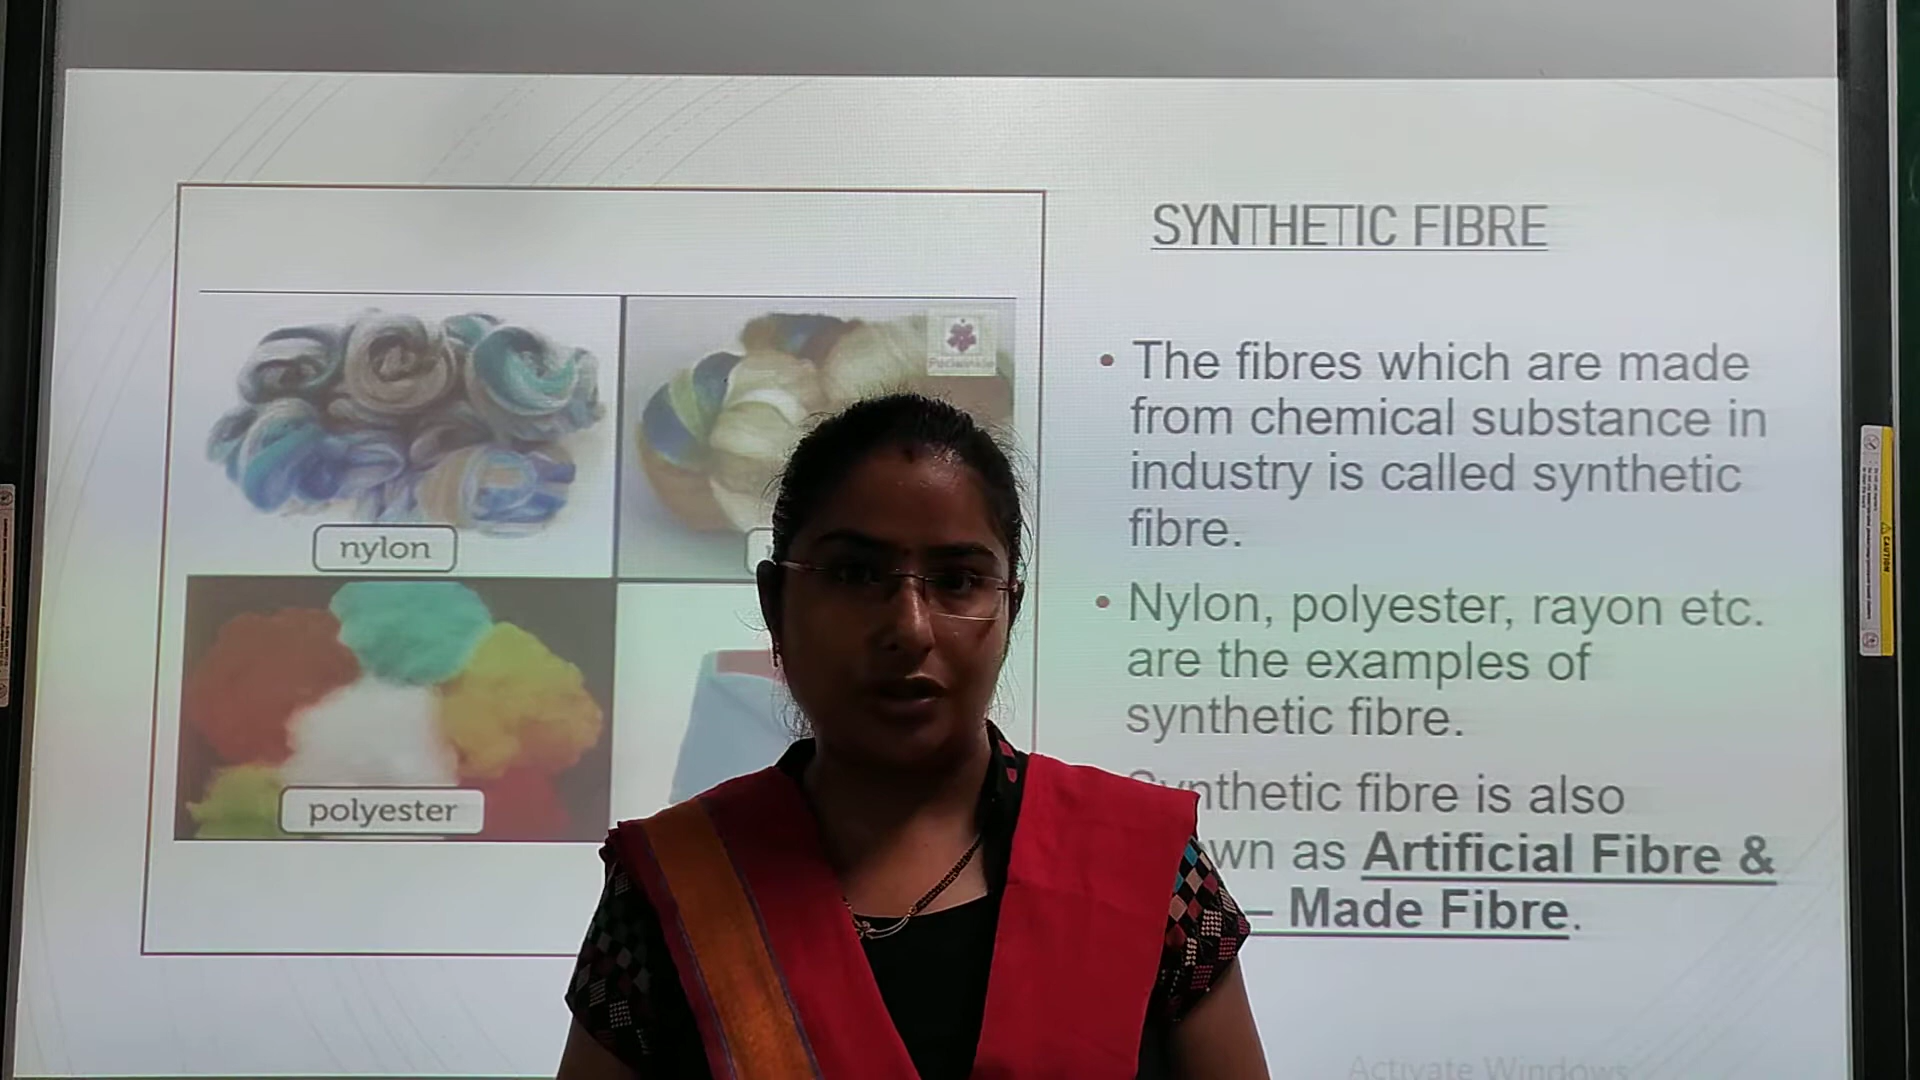 SYNTHETIC FIBRE
• The fibres which are made
from chemical substance in
industry is called synthetic
fibre.
• Nylon, polyester, rayon etc.
are the examples of
synthetic fibre.
fibre is also
as Artificial Fibre &
– Made Fibre.
nylon
polyester
CAUTION
Activate Windows